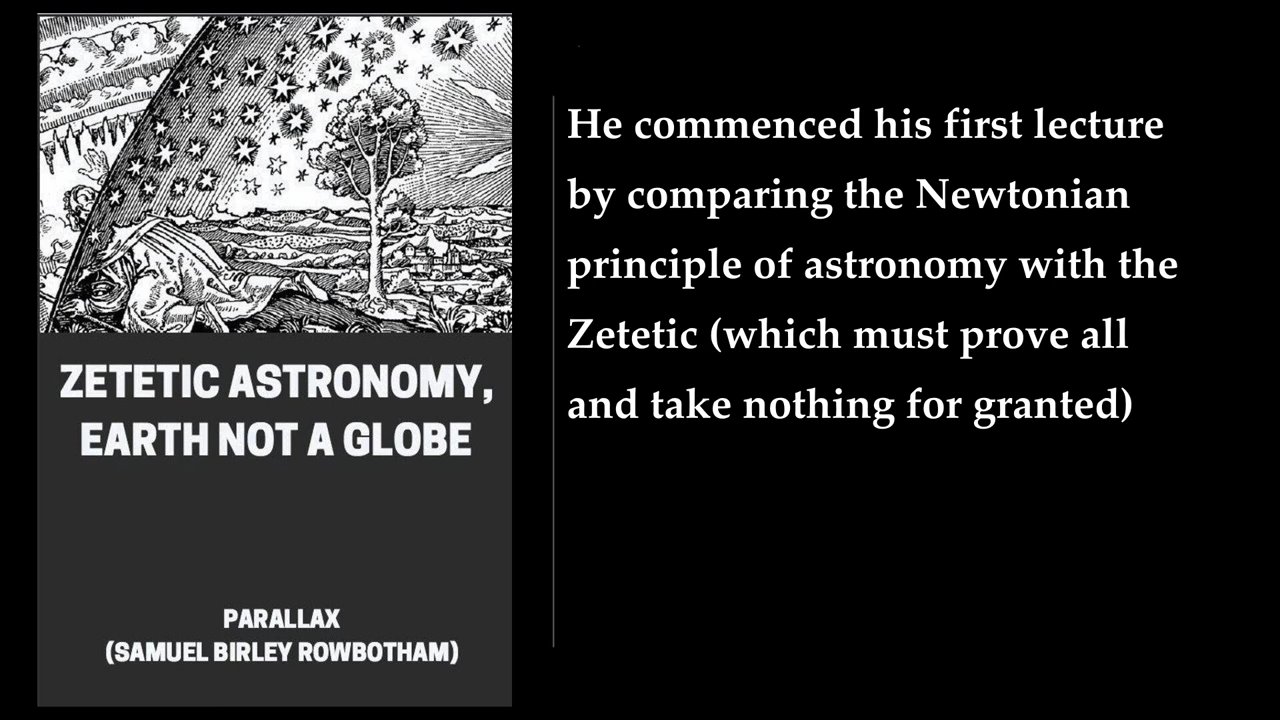 ZETETIC ASTRONOMY,
EARTH NOT A GLOBE
PARALLAX
(SAMUEL BIRLEY ROWBOTHAM)
He commenced his first lecture
by comparing the Newtonian
principle of astronomy with the
Zetetic (which must prove all
and take nothing for granted)